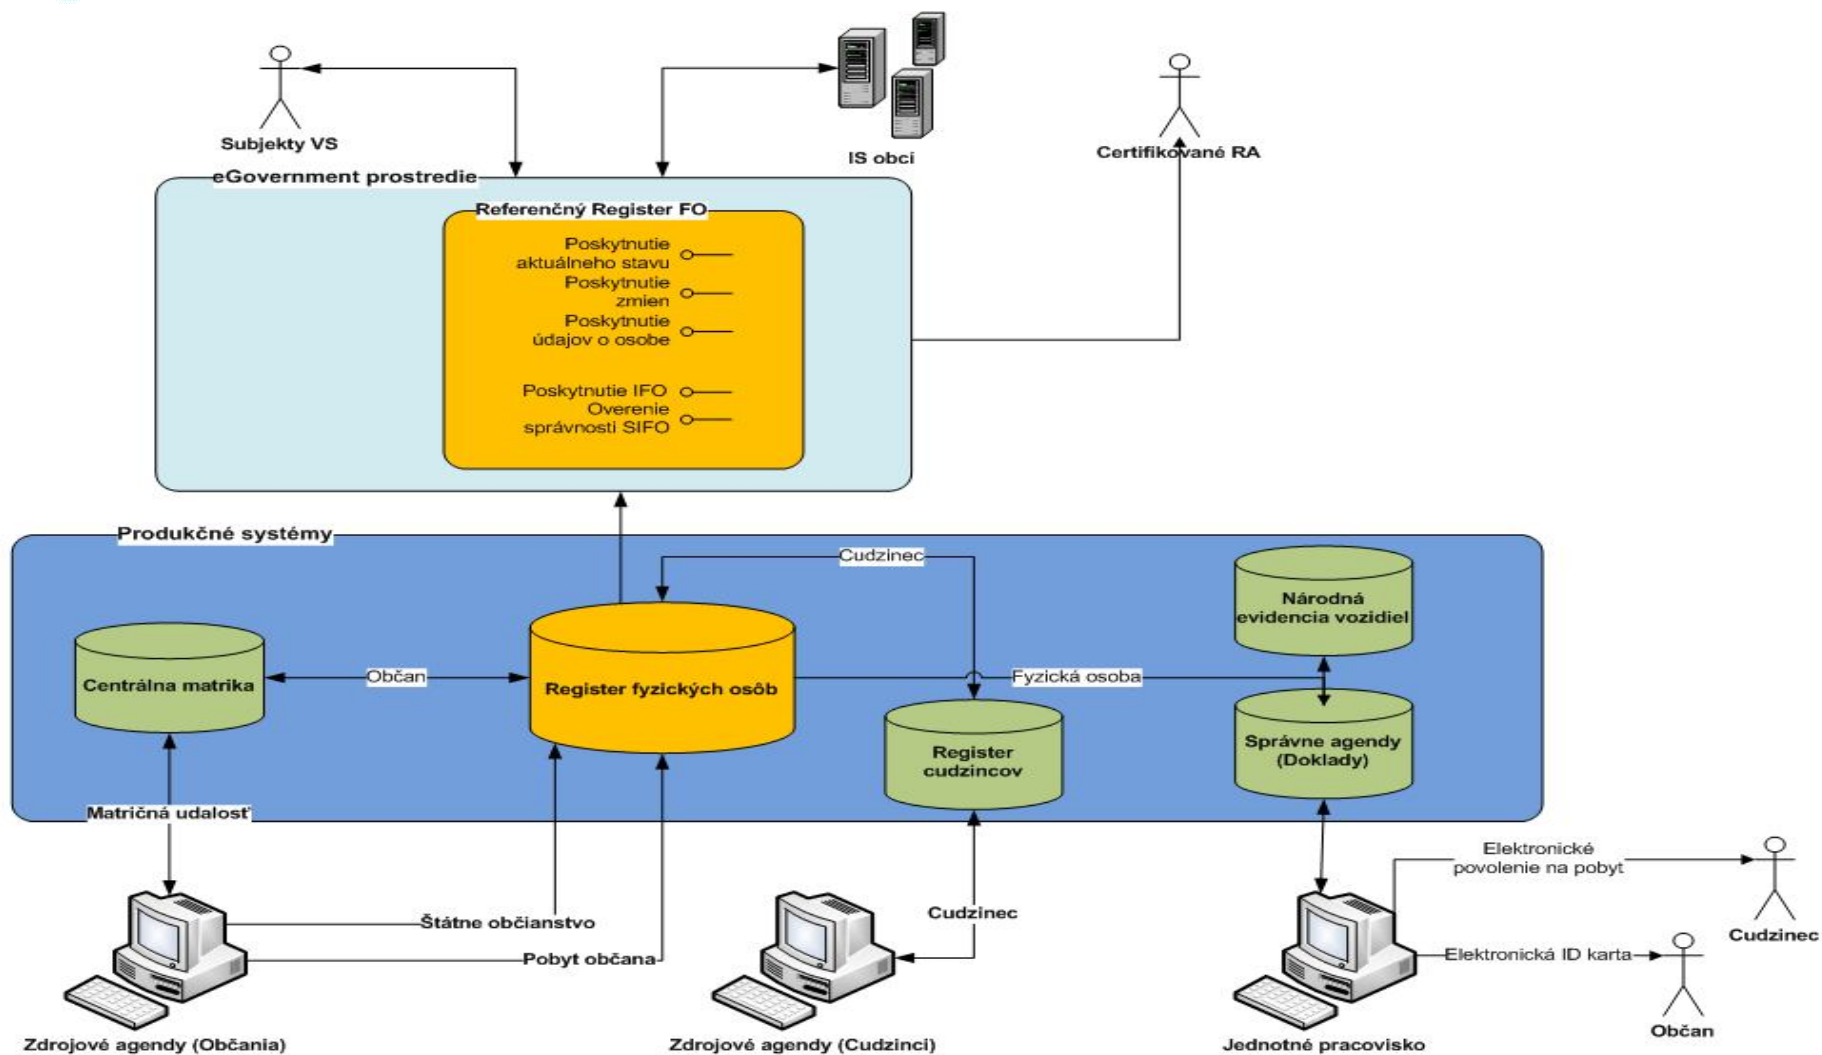 Subjekty VS
IS obcí
Certifikované RA
eGovernment prostredie
Referenčný Register FO
Poskytnutie
aktuálneho stavu
Poskytnutie
zmien
Poskytnutie
údajov o osobe
Poskytnutie IFO
Overenie
správnosti SIFO
Produkčné systémy
Cudzinec
Národná
evidencia vozidiel
Centrálna matrika
Občan
Register fyzických osôb
Fyzická osoba
Register
cudzincov
Správne agendy
(Doklady)
Matričná udalosť
Elektronické
povolenie na pobyt
Štátne občianstvo
Cudzinec
Pobyt občana
Elektronická ID karta
Cudzinec
Občan
Zdrojové agendy (Občania)
Zdrojové agendy (Cudzinci)
Jednotné pracovisko